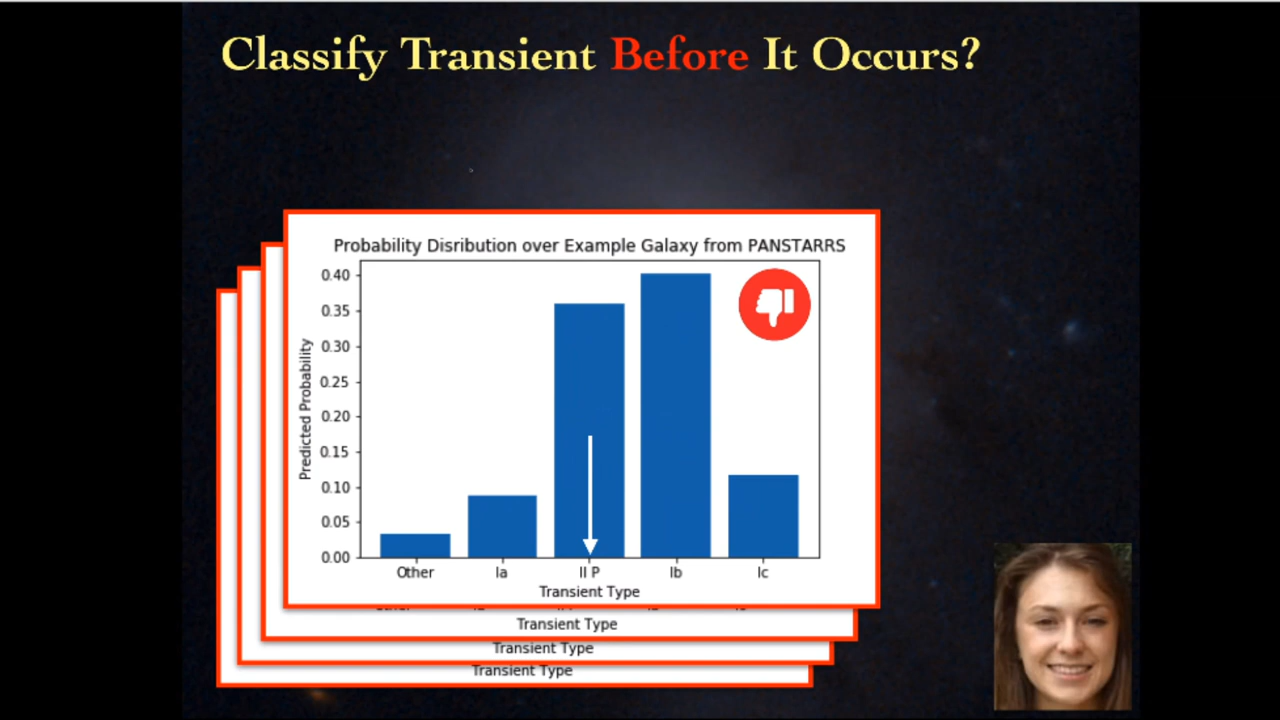 Classify Transient Before It Occurs?
Probability Disribution over Example Galaxy from PANSTARRS
Predicted Probability
0.40
0.35
0.30
0.25
0.20
0.15
0.10
0.05
0.00
Other Ia II P Ib Ic
Transient Type
Transient Type
Transient Type
Transient Type